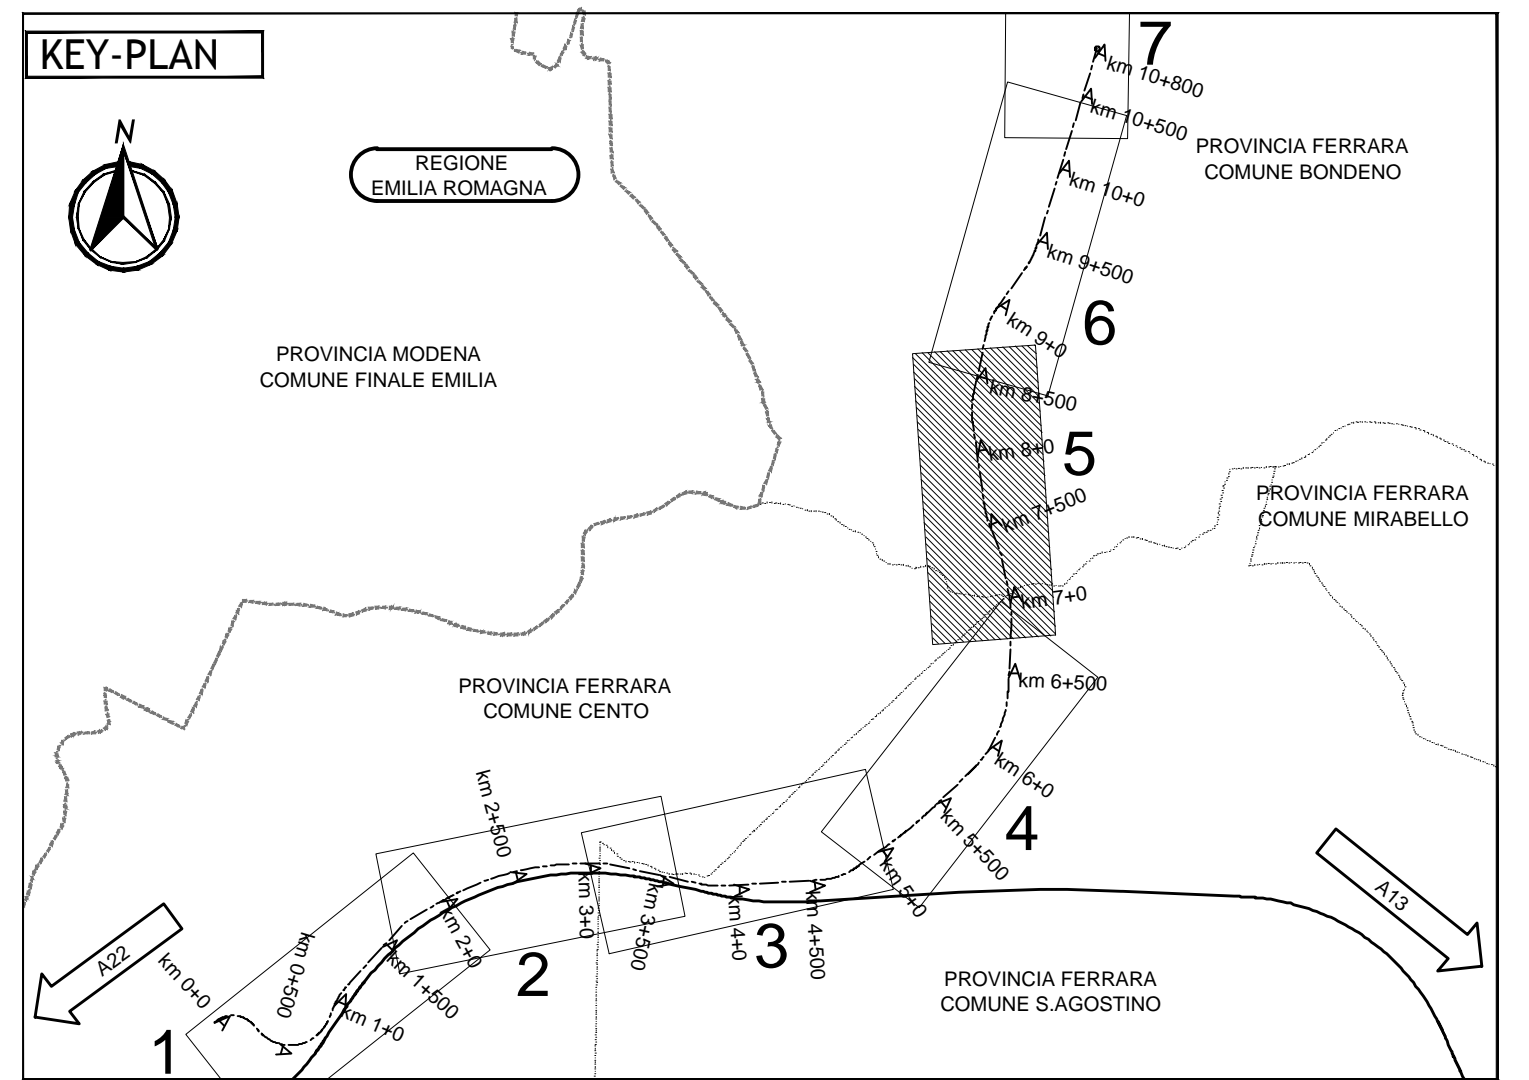 KEY-PLAN
N
REGIONE
EMILIA ROMAGNA
7
km 10+800
km 10+500
PROVINCIA FERRARA
COMUNE BONDENO
km 10+0
km 9+500
6
km 9+0
PROVINCIA MODENA
COMUNE FINALE EMILIA
km 8+500
km 8+0
5
km 7+500
PROVINCIA FERRARA
COMUNE MIRABELLO
km 7+0
km 6+500
PROVINCIA FERRARA
COMUNE CENTO
km 6+0
4
km 5+500
km 5+0
km 2+500
A13
A22
km 0+0
km 0+500
km 1+0
km 1+500
km 2+0
2
km 3+0
km 3+500
km 4+0
3
km 4+500
PROVINCIA FERRARA
COMUNE S.AGOSTINO
1